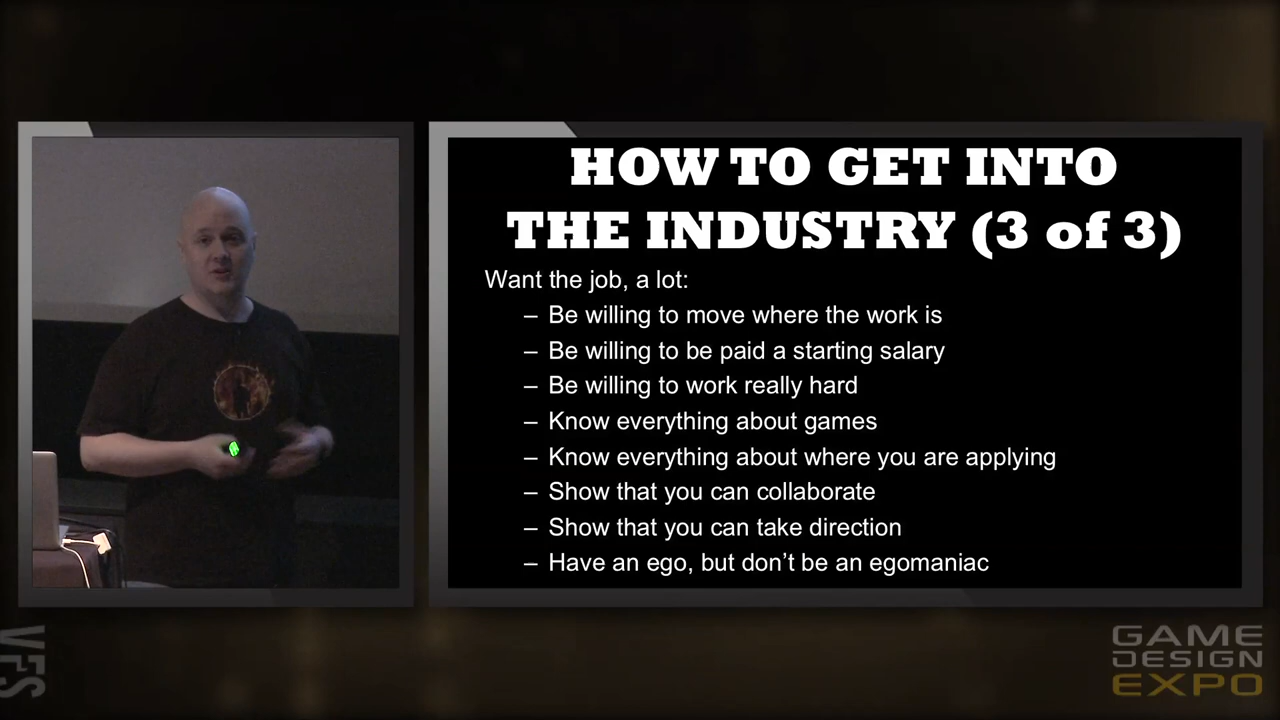 HOW TO GET INTO
THE INDUSTRY (3 of 3)
Want the job, a lot:
– Be willing to move where the work is
– Be willing to be paid a starting salary
– Be willing to work really hard
– Know everything about games
– Know everything about where you are applying
– Show that you can collaborate
– Show that you can take direction
– Have an ego, but don’t be an egomaniac
VFS
GAME
DESIGN
EXPO